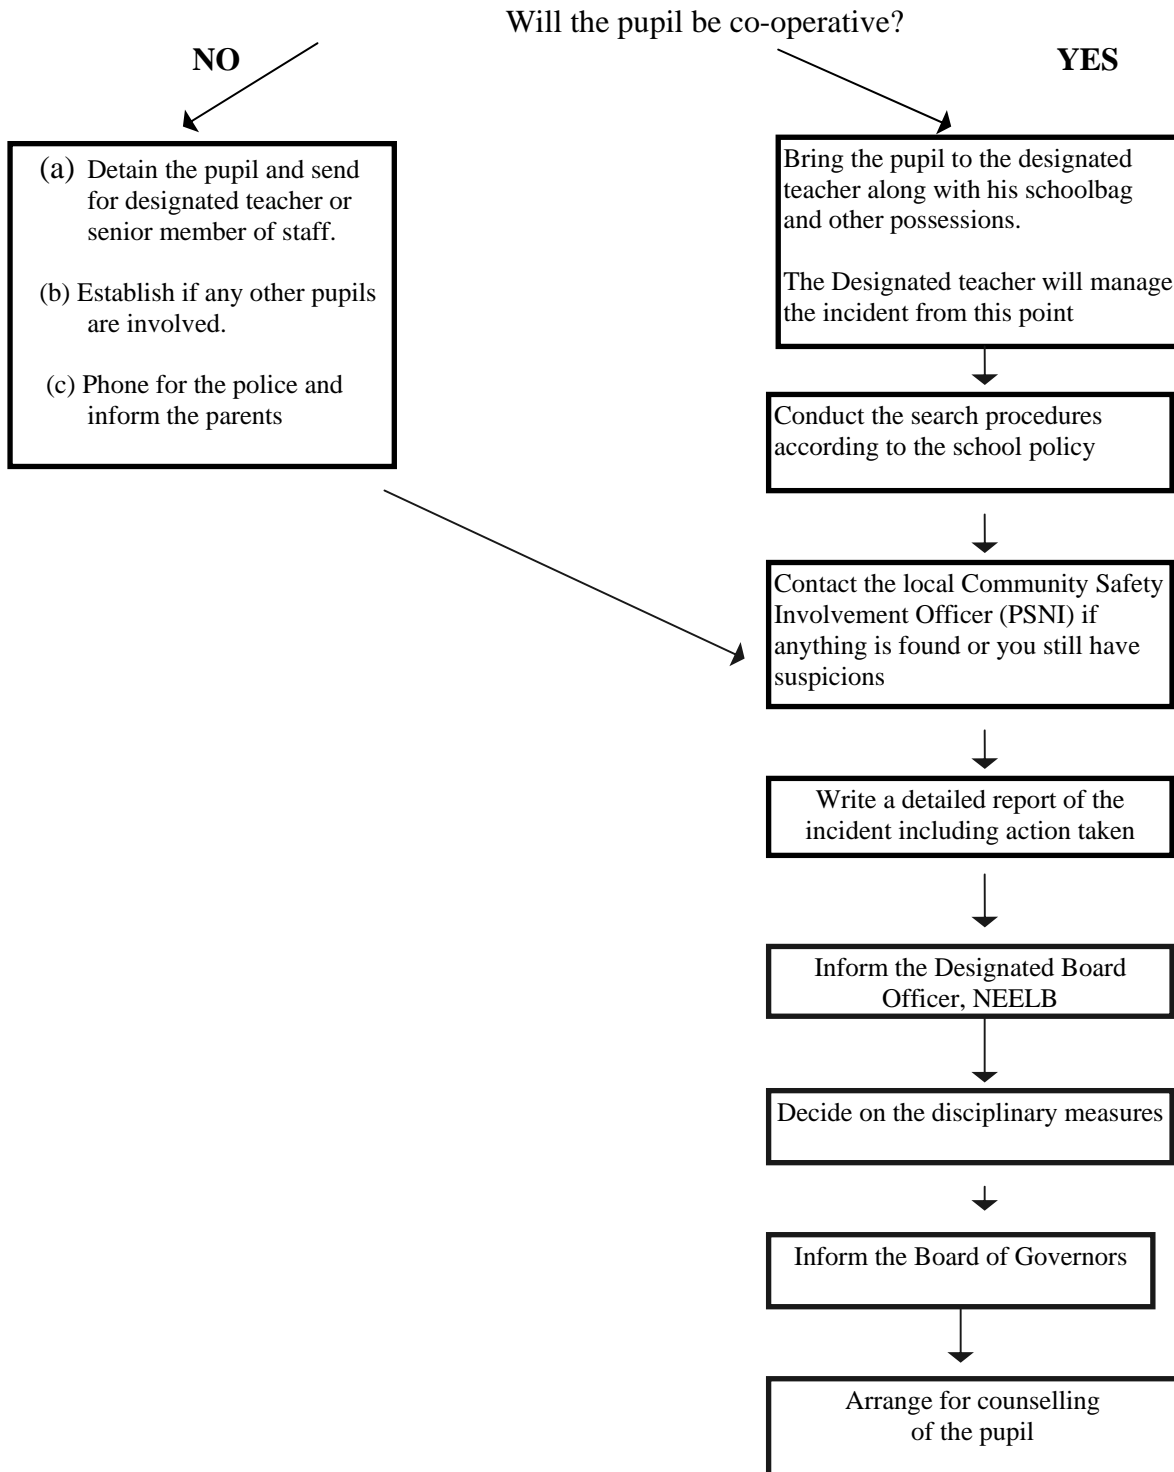 Will the pupil be co-operative?
NO
YES
(a) Detain the pupil and send
for designated teacher or
senior member of staff.
(b) Establish if any other pupils
are involved.
(c) Phone for the police and
inform the parents
Bring the pupil to the designated
teacher along with his schoolbag
and other possessions.
The Designated teacher will manage
the incident from this point
Conduct the search procedures
according to the school policy
Contact the local Community Safety
Involvement Officer (PSNI) if
anything is found or you still have
suspicions
Write a detailed report of the
incident including action taken
Inform the Designated Board
Officer, NEELB
Decide on the disciplinary measures
Inform the Board of Governors
Arrange for counselling
of the pupil